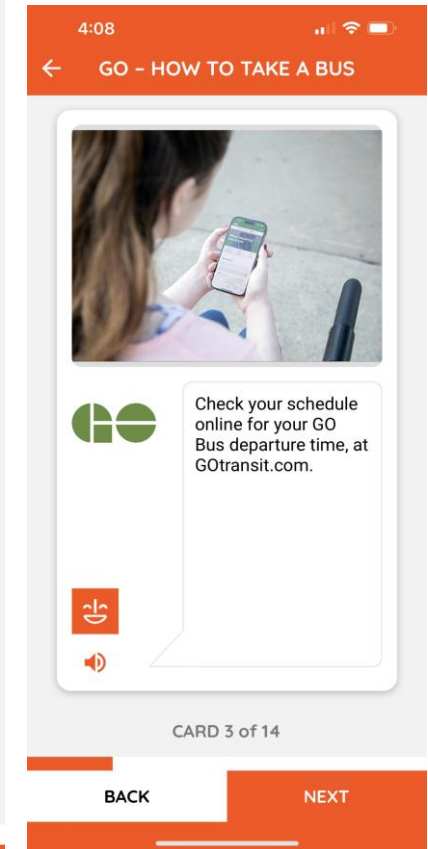 4:08
GO – HOW TO TAKE A BUS
GO
Check your schedule
online for your GO
Bus departure time, at
GOtransit.com.
CARD 3 of 14
BACK
NEXT